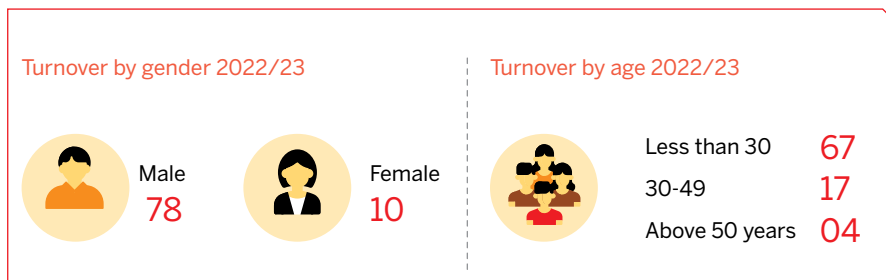 Turnover by gender 2022/23
Male
78
Female
10
Turnover by age 2022/23
Less than 30 67
30-49 17
Above 50 years 04